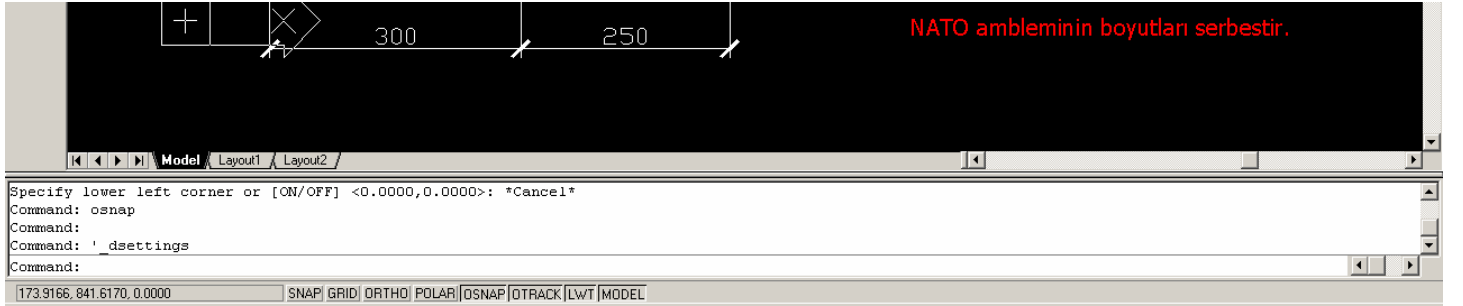 NATO ambleminin boyutları serbestir.
300 250
X
Model Layout1 Layout2
Specify lower left corner or [ON/OFF] <0.0000,0.0000>: *Cancel*
Command: osnap
Command:
Command: '_dsettings
Command:
173.9166, 841.6170, 0.0000 SNAP GRID ORTHO POLAR OSNAP OTRACK LWT MODEL